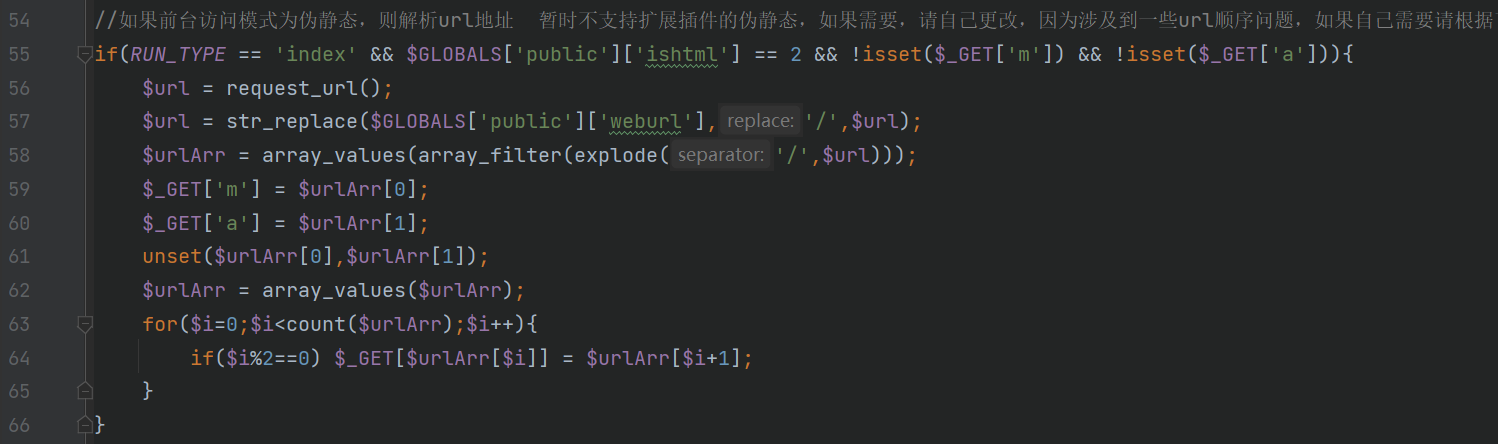 54 //如果前台访问模式为伪静态，则解析url地址  暂时不支持扩展插件的伪静态，如果需要，请自己更改，因为涉及到一些url顺序问题，如果自己需要请根据
55 if(RUN_TYPE == 'index' && $GLOBALS['public']['ishtml'] == 2 && !isset($_GET['m']) && !isset($_GET['a'])){
56 $url = request_url();
57 $url = str_replace($GLOBALS['public']['weburl'], replace: '/',$url);
58 $urlArr = array_values(array_filter(explode( separator: '/',$url)));
59 $_GET['m'] = $urlArr[0];
60 $_GET['a'] = $urlArr[1];
61 unset($urlArr[0],$urlArr[1]);
62 $urlArr = array_values($urlArr);
63 for($i=0;$i<count($urlArr);$i++){
64 if($i%2==0) $_GET[$urlArr[$i]] = $urlArr[$i+1];
65 }
66 }